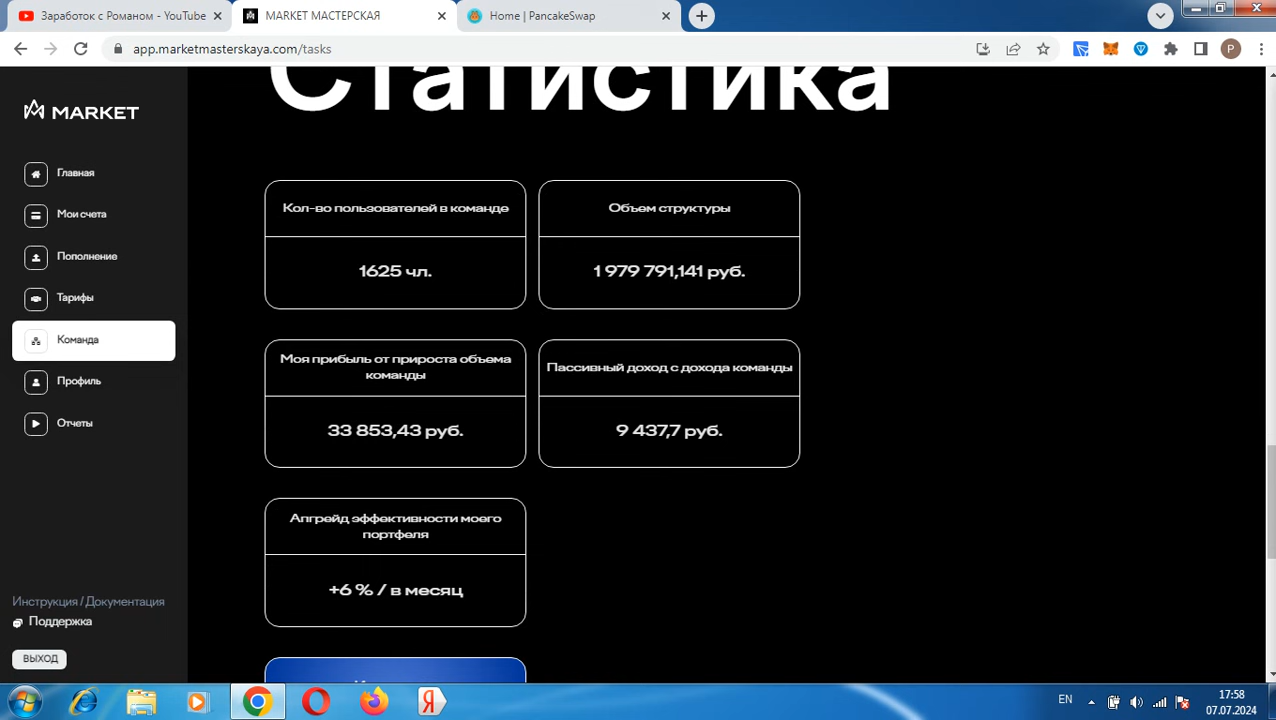 Заработок с Романом - YouTube
MARKET МАСТЕРСКАЯ
Home | PancakeSwap
app.marketmasterskaya.com/tasks
P
MARKET
Главная
Мои счета
Пополнение
Тарифы
Команда
Профиль
Отчеты
Инструкция / Документация
Поддержка
ВЫХОД
Статистика
Кол-во пользователей в команде
1625 чл.
Объем структуры
1 979 791,141 руб.
Моя прибыль от прироста объема
команды
33 853,43 руб.
Пассивный доход с дохода команды
9 437,7 руб.
Апгрейд эффективности моего
портфеля
+6 % / в месяц
EN
17:58
07.07.2024